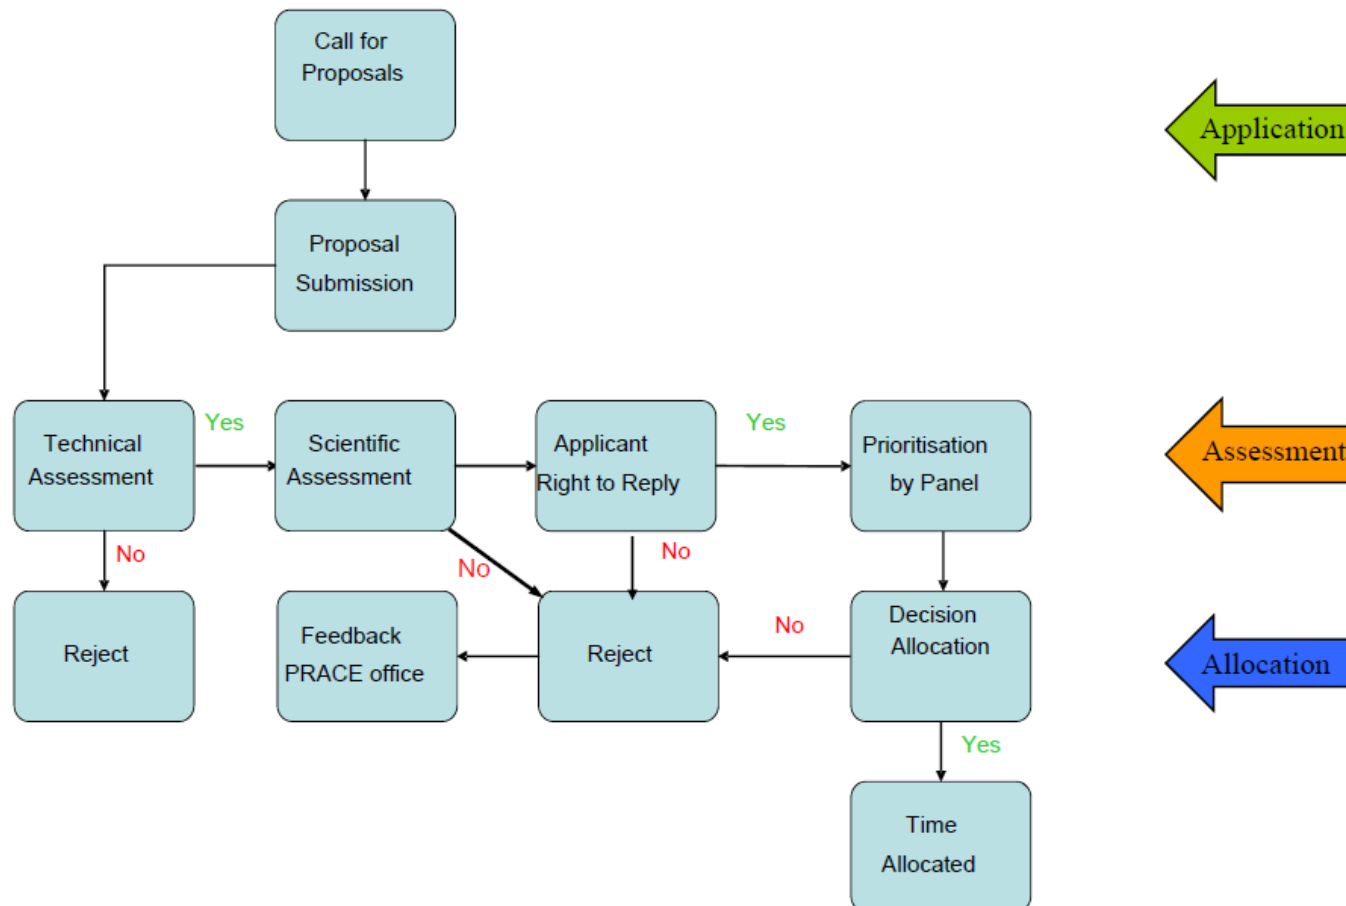 Call for
Proposals
Application
Proposal
Submission
Technical
Assessment
Yes
Scientific
Assessment
Applicant
Right to Reply
Yes
Prioritisation
by Panel
Assessment
No
No
No
Reject
Feedback
PRACE office
Reject
No
Decision
Allocation
Allocation
Yes
Time
Allocated